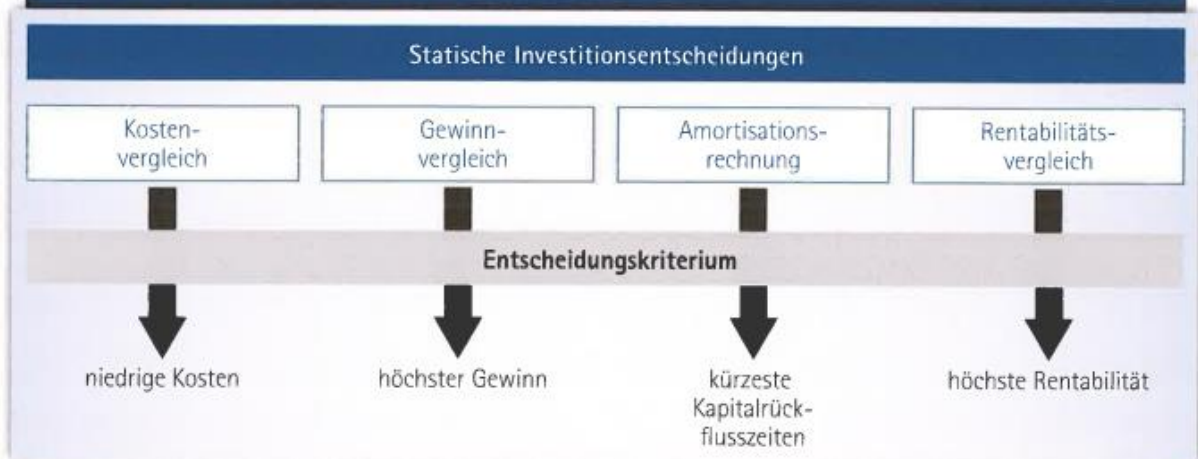 Statische Investitionsentscheidungen
Kosten-
vergleich
Gewinn-
vergleich
Amortisations-
rechnung
Rentabilitäts-
vergleich
Entscheidungskriterium
niedrige Kosten
höchster Gewinn
kürzeste
Kapitalrück-
flusszeiten
höchste Rentabilität